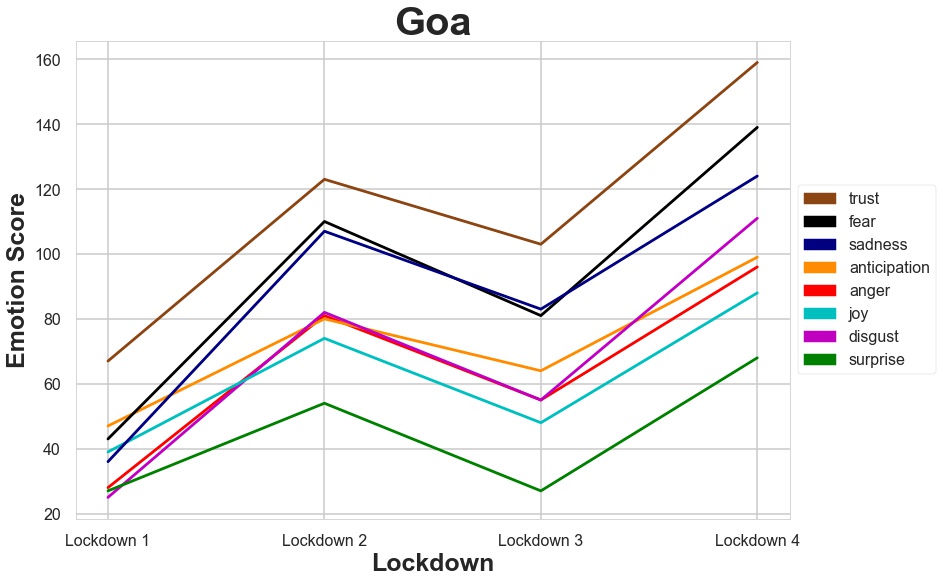 Goa
Emotion Score
160
140
120
100
80
60
40
20
Lockdown 1
Lockdown 2
Lockdown 3
Lockdown 4
Lockdown
trust
fear
sadness
anticipation
anger
joy
disgust
surprise